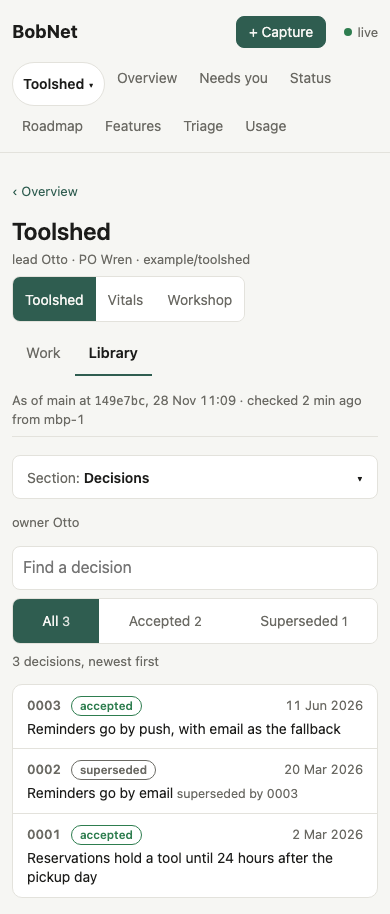 BobNet
+ Capture
live
Toolshed ▾
Overview
Needs you
Status
Roadmap
Features
Triage
Usage
‹ Overview
Toolshed
lead Otto · PO Wren · example/toolshed
Toolshed
Vitals
Workshop
Work
Library
As of main at 149e7bc, 28 Nov 11:09 · checked 2 min ago
from mbp-1
Section: Decisions ▾
owner Otto
Find a decision
All 3
Accepted 2
Superseded 1
3 decisions, newest first
0003 accepted 11 Jun 2026
Reminders go by push, with email as the fallback
0002 superseded 20 Mar 2026
Reminders go by email superseded by 0003
0001 accepted 2 Mar 2026
Reservations hold a tool until 24 hours after the
pickup day